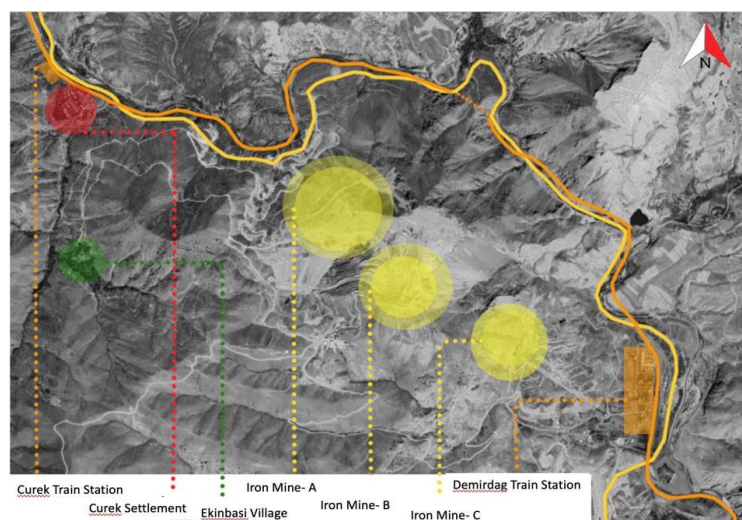 N
Curek Train Station
Curek Settlement
Ekinbasi Village
Iron Mine- A
Iron Mine- B
Iron Mine- C
Demirdag Train Station